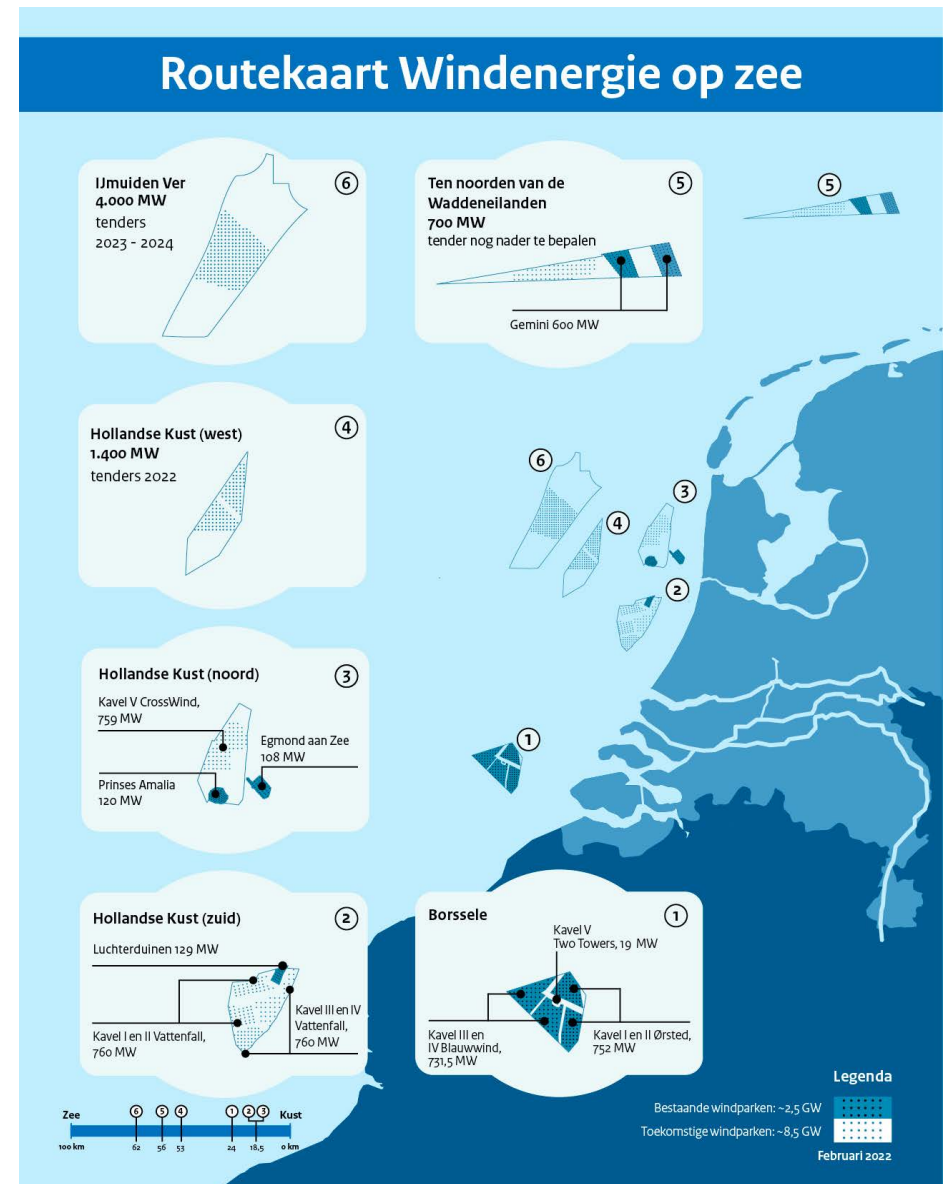 Routekaart Windenergie op zee
IJmuiden Ver
4.000 MW
tenders
2023 - 2024
6
Ten noorden van de
Waddeneilanden
700 MW
tender nog nader te bepalen
5
Gemini 600 MW
5
Hollandse Kust (west)
1.400 MW
tenders 2022
4
6
4
3
2
1
Hollandse Kust (noord)
3
Kavel V CrossWind,
759 MW
Egmond aan Zee
108 MW
Prinses Amalia
120 MW
Hollandse Kust (zuid)
2
Luchterduinen 129 MW
Kavel I en II Vattenfall,
760 MW
Kavel III en IV
Vattenfall,
760 MW
Borssele
1
Kavel V
Two Towers, 19 MW
Kavel III en
IV Blauwwind,
731,5 MW
Kavel I en II Ørsted,
752 MW
Zee
6
5
4
1
2
3
Kust
100 km
62
56
53
24
18,5
0 km
Legenda
Bestaande windparken: ~2,5 GW
Toekomstige windparken: ~8,5 GW
Februari 2022